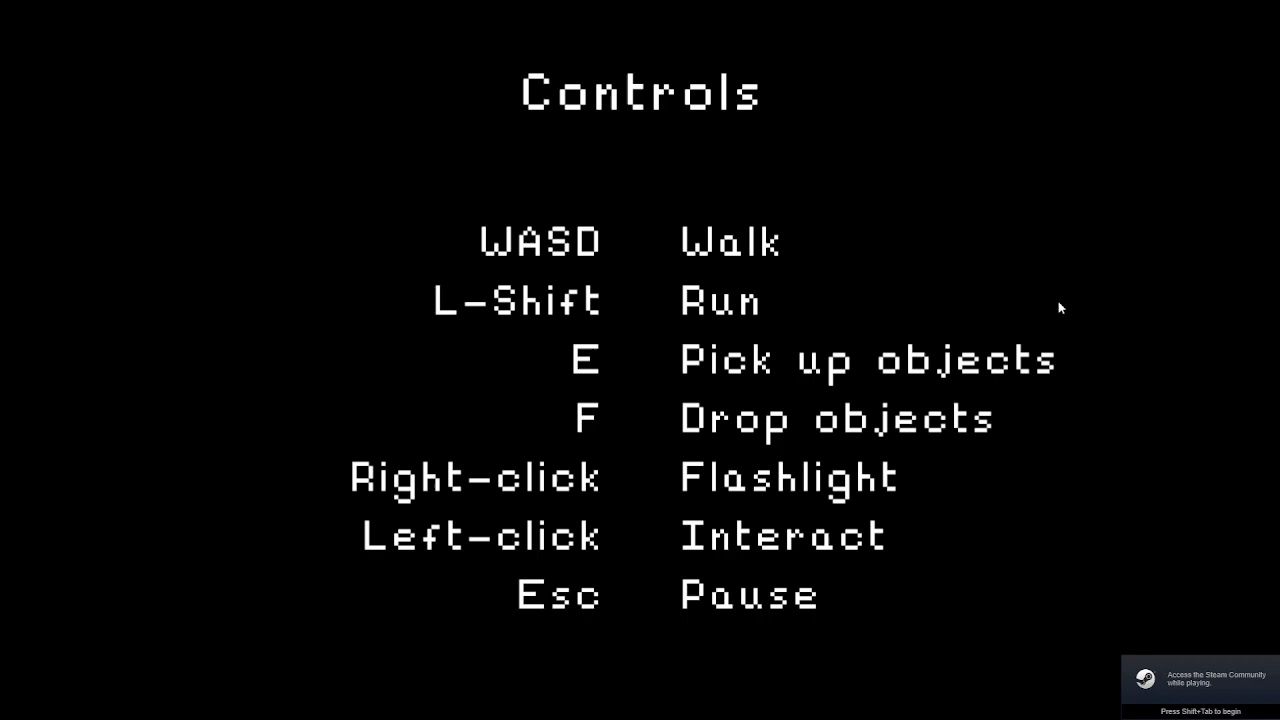 Controls
WASD Walk
L-Shift Run
E Pick up objects
F Drop objects
Right-click Flashlight
Left-click Interact
Esc Pause
Access the Steam Community
while playing.
Press Shift+Tab to begin